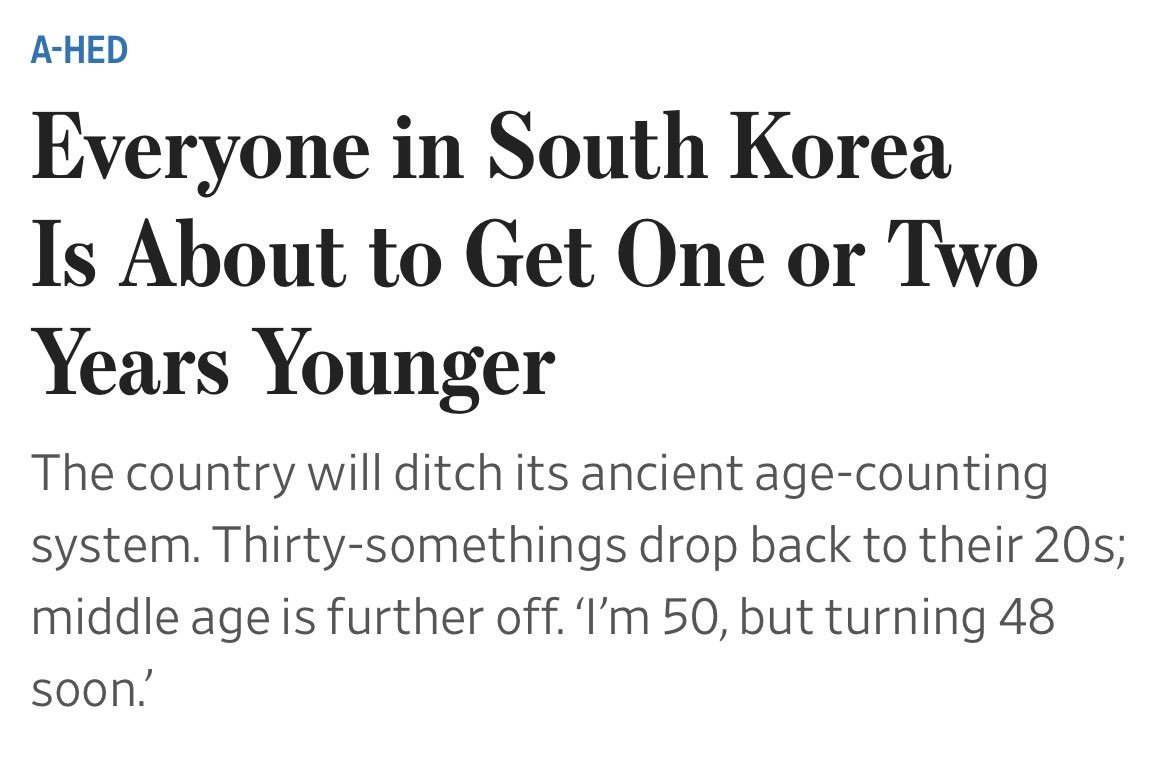 A-HED
Everyone in South Korea
Is About to Get One or Two
Years Younger
The country will ditch its ancient age-counting
system. Thirty-somethings drop back to their 20s;
middle age is further off. ‘I’m 50, but turning 48
soon.’